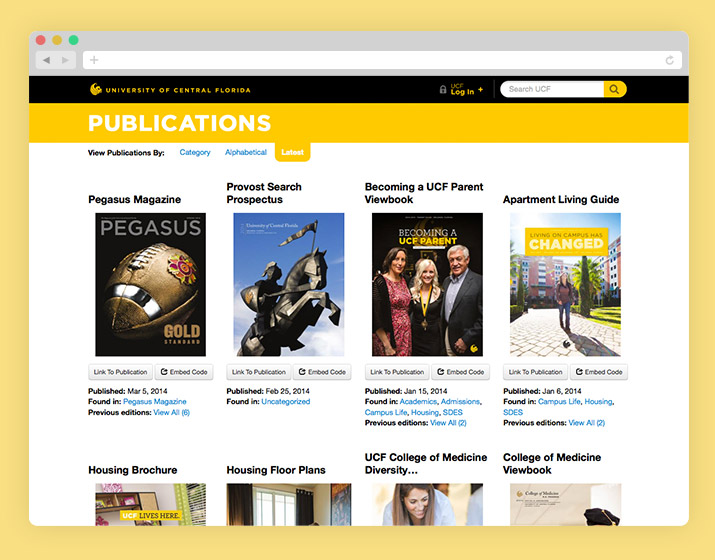 UNIVERSITY OF CENTRAL FLORIDA
UCF
Log In +
Search UCF
PUBLICATIONS
View Publications By: Category Alphabetical Latest
Pegasus Magazine
Provost Search
Prospectus
Becoming a UCF Parent
Viewbook
Apartment Living Guide
PEGASUS
GOLD
STANDARD
University of Central Florida
BECOMING A
UCF PARENT
LIVING ON CAMPUS HAS
CHANGED
Link To Publication Embed Code
Link To Publication Embed Code
Link To Publication Embed Code
Link To Publication Embed Code
Published: Mar 5, 2014
Found in: Pegasus Magazine
Previous editions: View All (6)
Published: Feb 25, 2014
Found in: Uncategorized
Published: Jan 15, 2014
Found in: Academics, Admissions,
Campus Life, Housing, SDES
Previous editions: View All (2)
Published: Jan 6, 2014
Found in: Campus Life, Housing,
SDES
Previous editions: View All (2)
Housing Brochure
Housing Floor Plans
UCF College of Medicine
Diversity…
College of Medicine
Viewbook
UCF LIVES HERE.
College of Medicine